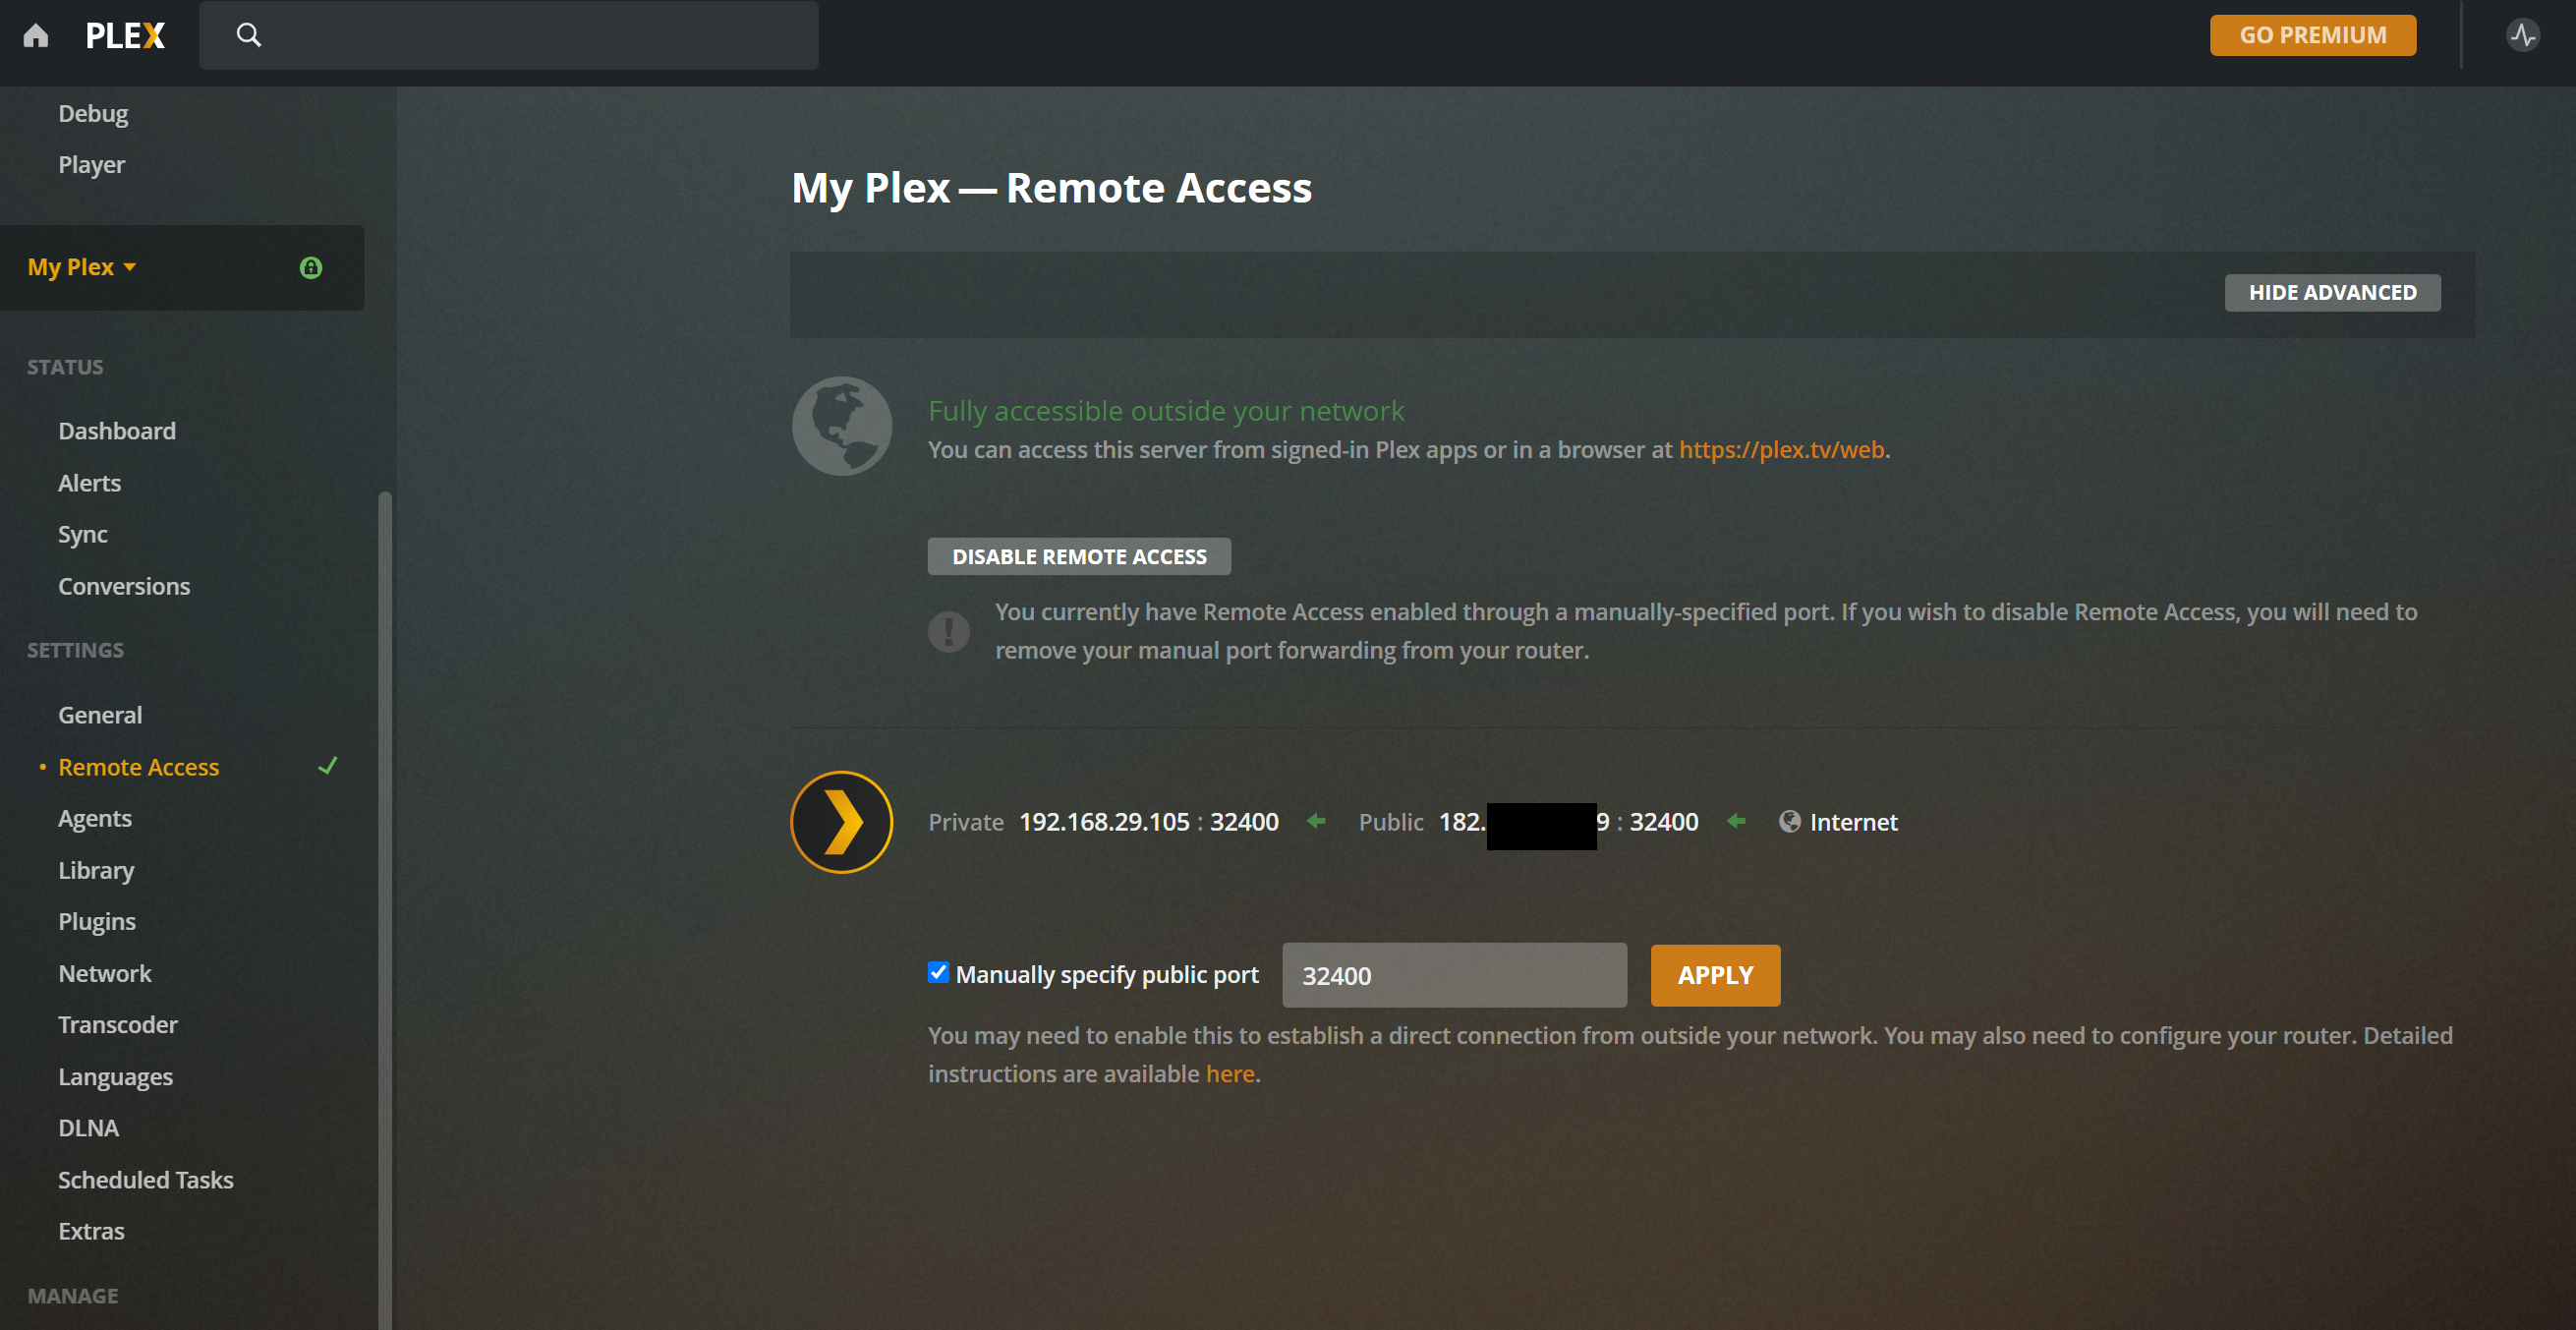 PLEX
GO PREMIUM
Debug
Player
My Plex
STATUS
Dashboard
Alerts
Sync
Conversions
SETTINGS
General
Remote Access
Agents
Library
Plugins
Network
Transcoder
Languages
DLNA
Scheduled Tasks
Extras
MANAGE
My Plex — Remote Access
HIDE ADVANCED
Fully accessible outside your network
You can access this server from signed-in Plex apps or in a browser at https://plex.tv/web.
DISABLE REMOTE ACCESS
You currently have Remote Access enabled through a manually-specified port. If you wish to disable Remote Access, you will need to
remove your manual port forwarding from your router.
Private 192.168.29.105 : 32400 Public 182. 9 : 32400 Internet
Manually specify public port 32400 APPLY
You may need to enable this to establish a direct connection from outside your network. You may also need to configure your router. Detailed
instructions are available here.